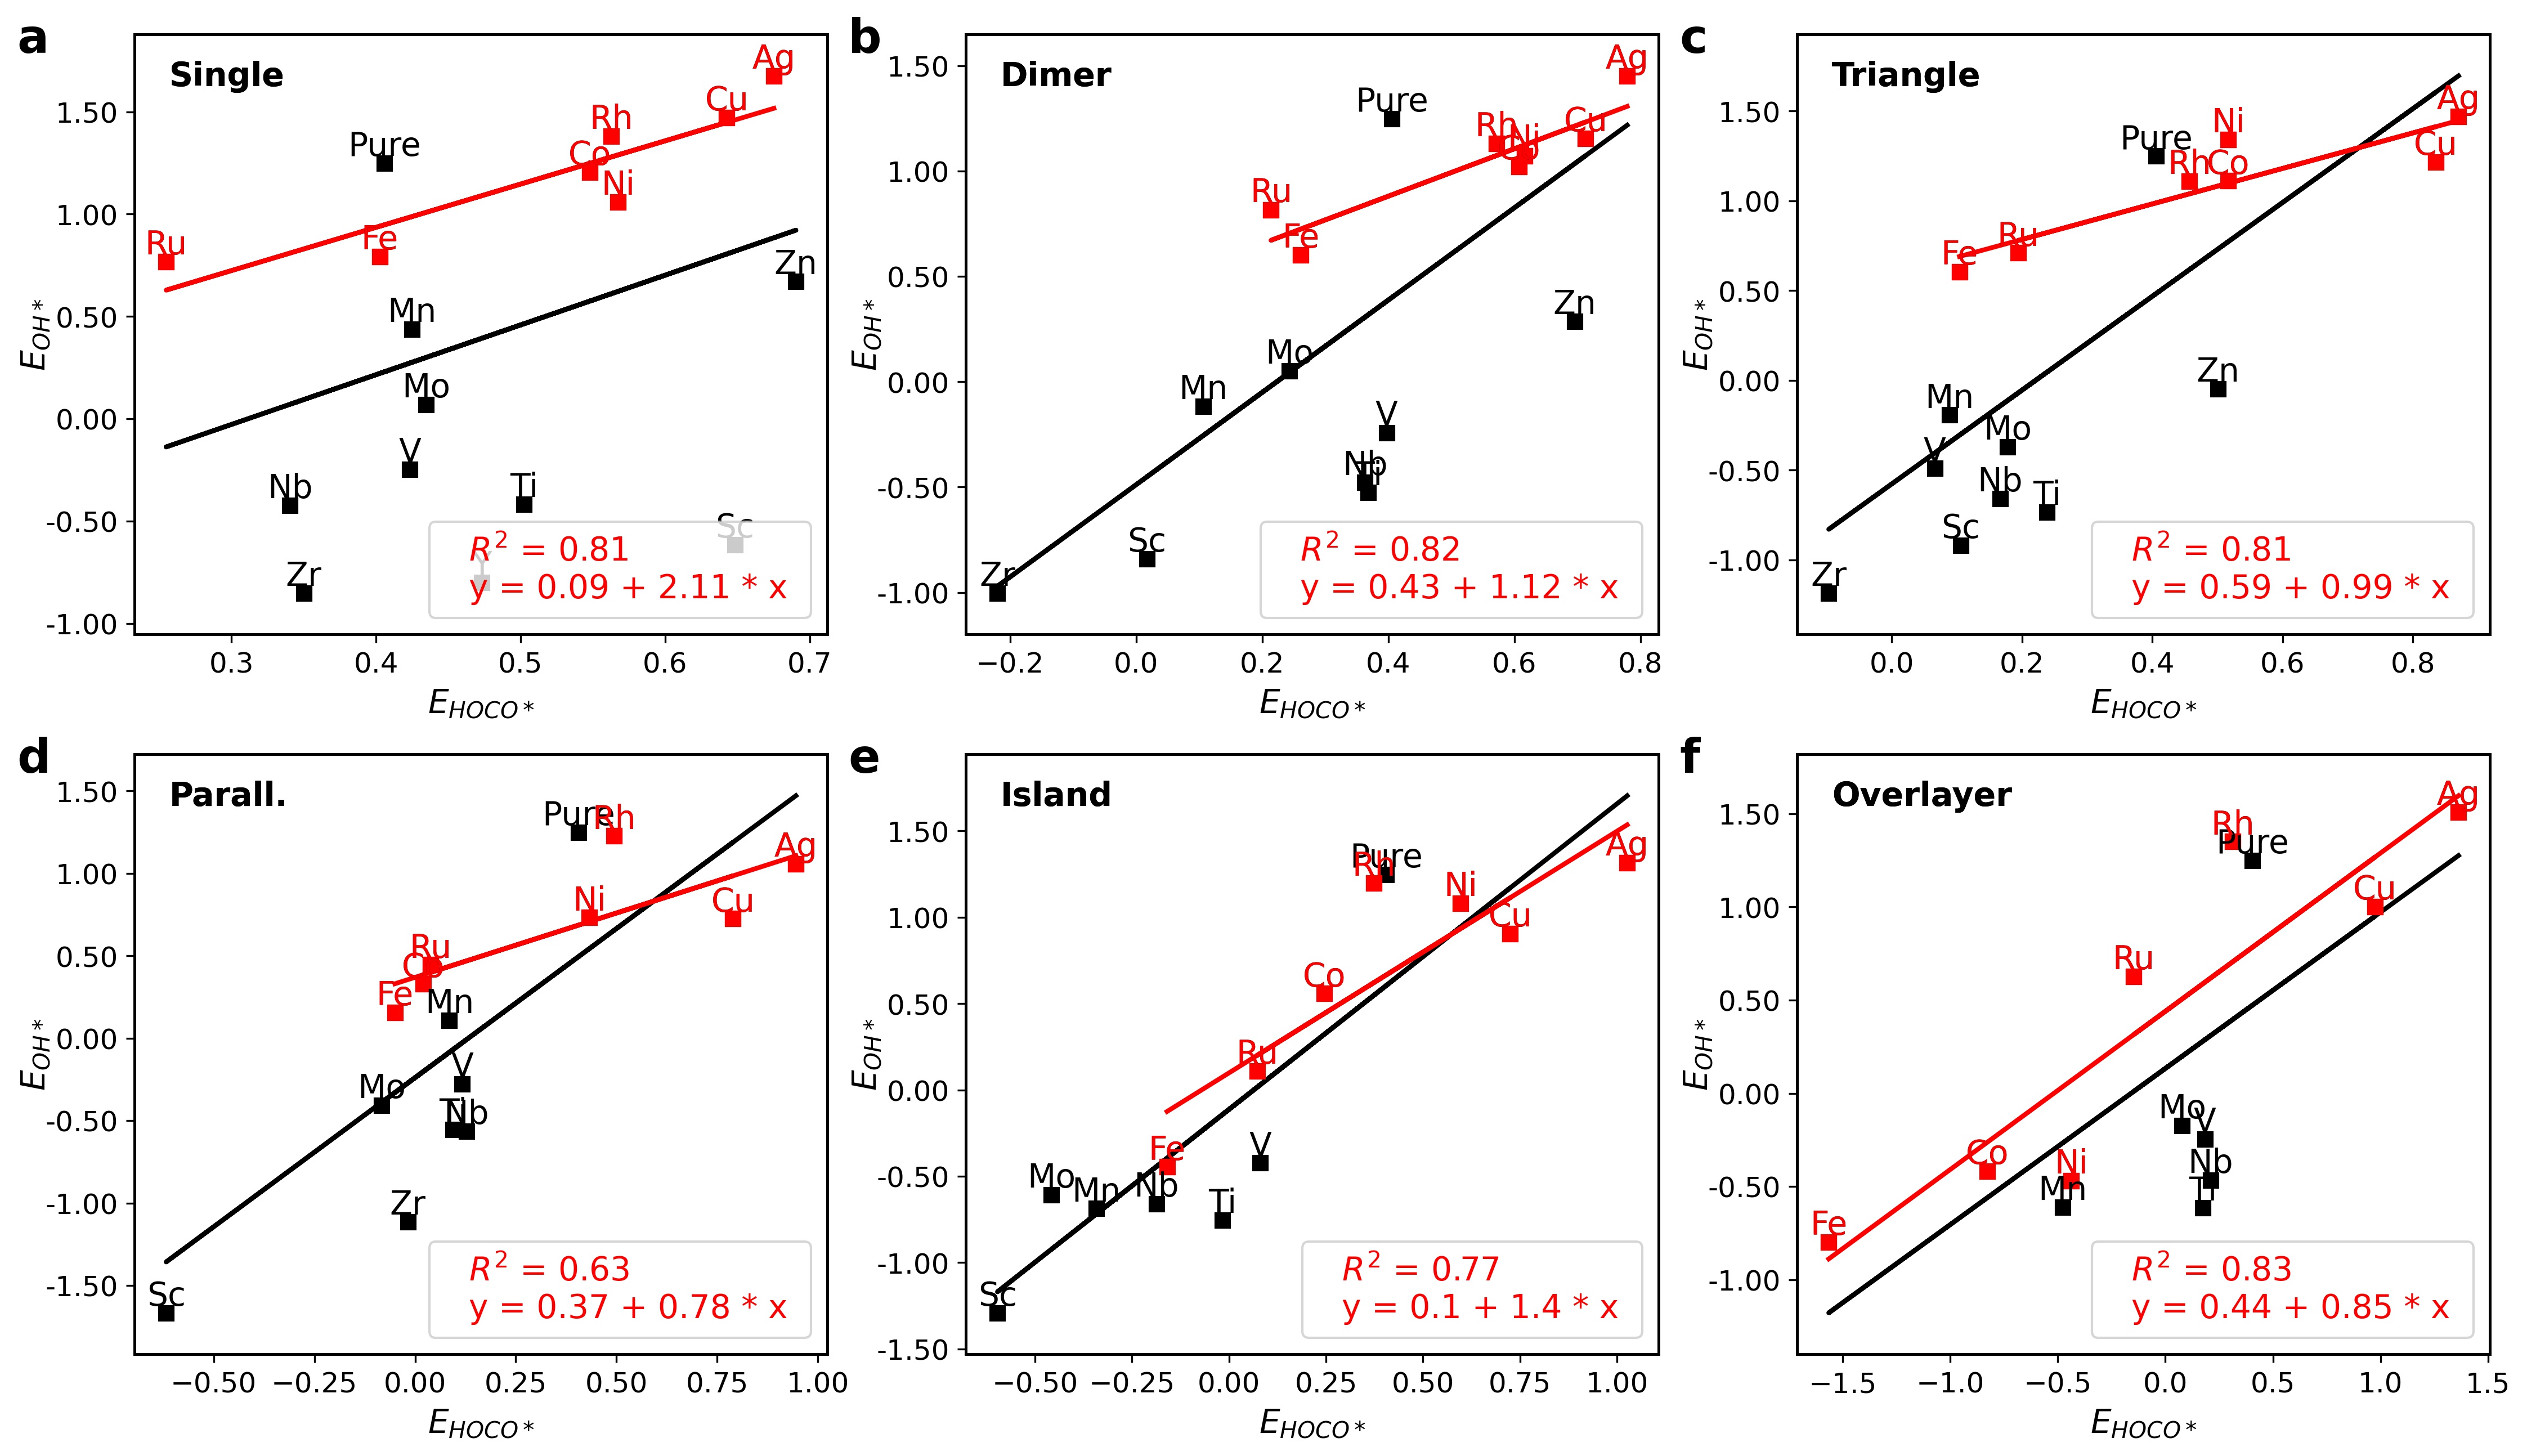 a
Single
Ag
Cu
Rh
Pure
Co
Ni
Ru
Fe
Zn
Mn
Mo
V
Nb
Ti
Sc
Zr
Y
R² = 0.81
y = 0.09 + 2.11 * x
1.50
1.00
0.50
0.00
-0.50
-1.00
0.3 0.4 0.5 0.6 0.7
E_OH*
E_HOCO*
b
Dimer
Ag
Pure
Rh
Ni
Cu
Co
Ru
Fe
Zn
Mo
Mn
V
Nb
Ti
Sc
Zr
R² = 0.82
y = 0.43 + 1.12 * x
1.50
1.00
0.50
0.00
-0.50
-1.00
−0.2 0.0 0.2 0.4 0.6 0.8
E_OH*
E_HOCO*
c
Triangle
Ag
Ni
Pure
Cu
Rh
Co
Ru
Fe
Zn
Mn
Mo
V
Nb
Ti
Sc
Zr
R² = 0.81
y = 0.59 + 0.99 * x
1.50
1.00
0.50
0.00
-0.50
-1.00
0.0 0.2 0.4 0.6 0.8
E_OH*
E_HOCO*
d
Parall.
Pure
Rh
Ag
Ni
Cu
Ru
Co
Fe
Mn
V
Mo
Ti
Nb
Zr
Sc
R² = 0.63
y = 0.37 + 0.78 * x
1.50
1.00
0.50
0.00
-0.50
-1.00
-1.50
−0.50 −0.25 0.00 0.25 0.50 0.75 1.00
E_OH*
E_HOCO*
e
Island
Pure
Rh
Ag
Ni
Cu
Co
Ru
Fe
V
Mo
Mn
Nb
Ti
Sc
R² = 0.77
y = 0.1 + 1.4 * x
1.50
1.00
0.50
0.00
-0.50
-1.00
-1.50
−0.50 −0.25 0.00 0.25 0.50 0.75 1.00
E_OH*
E_HOCO*
f
Overlayer
Ag
Rh
Pure
Cu
Ru
Mo
V
Co
Ni
Nb
Mn
Ti
Fe
R² = 0.83
y = 0.44 + 0.85 * x
1.50
1.00
0.50
0.00
-0.50
-1.00
−1.5 −1.0 −0.5 0.0 0.5 1.0 1.5
E_OH*
E_HOCO*